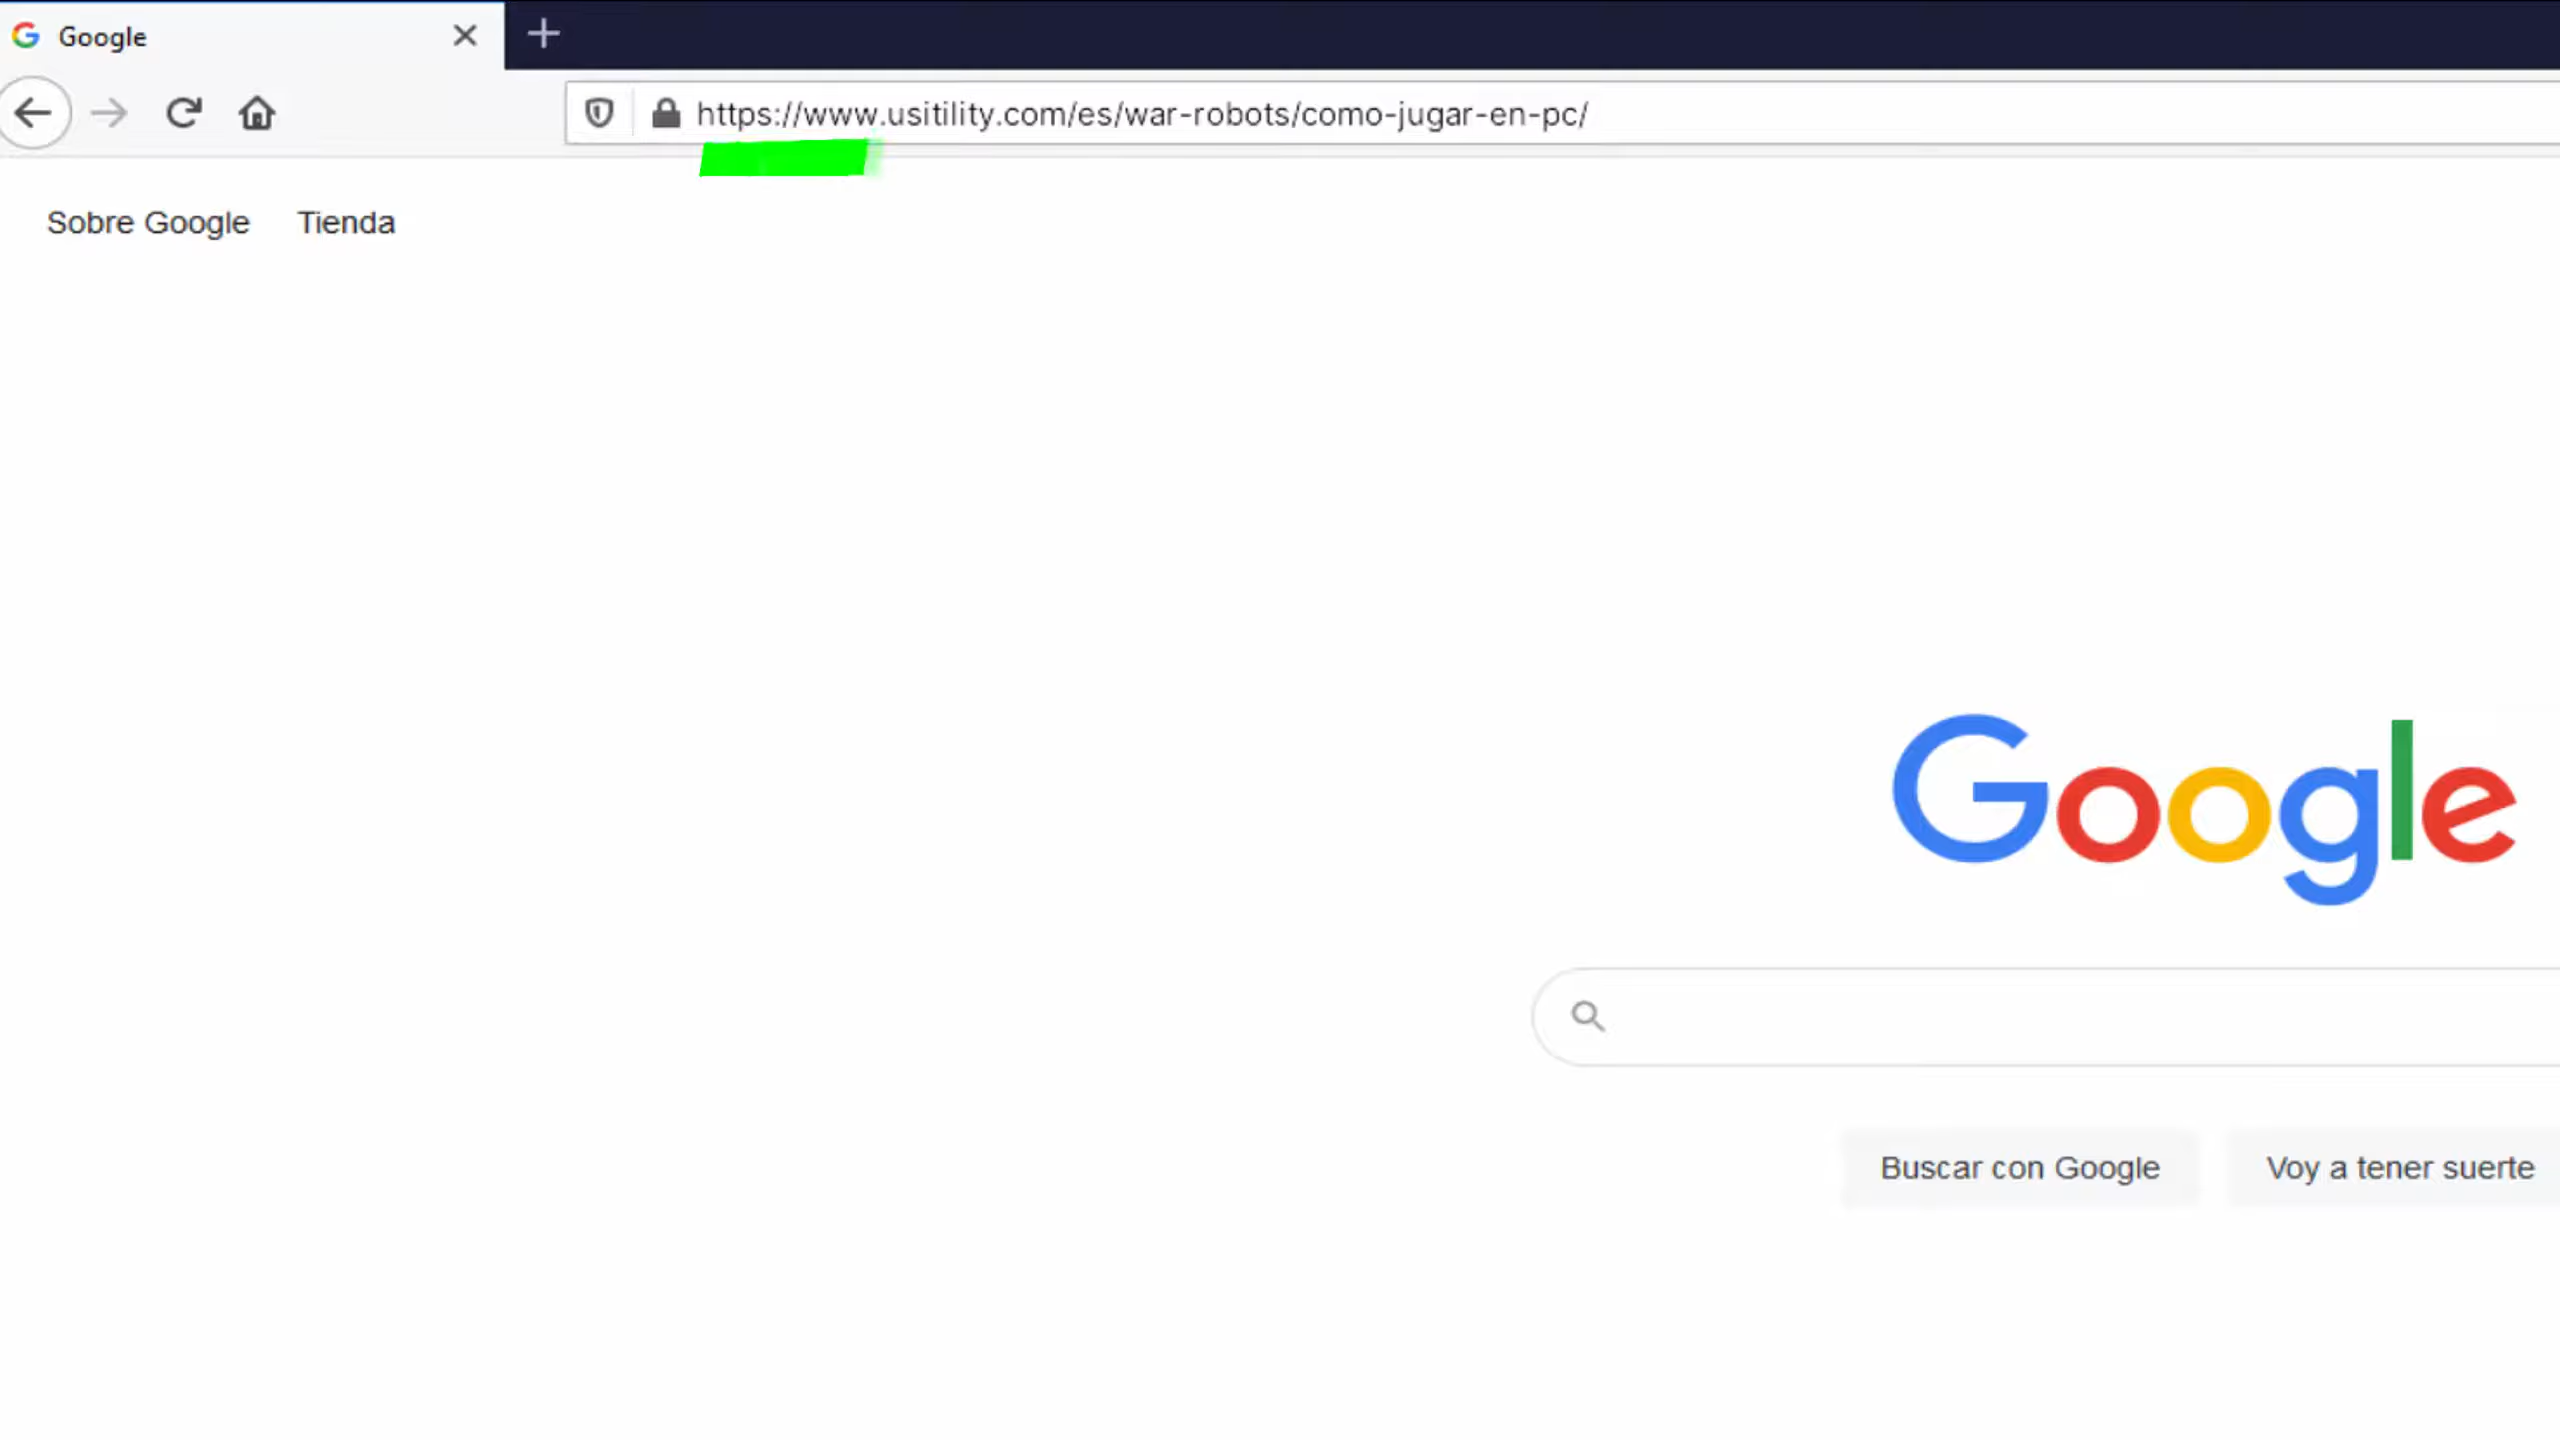 Google
https://www.usitility.com/es/war-robots/como-jugar-en-pc/
Sobre Google Tienda
Google
Buscar con Google Voy a tener suerte